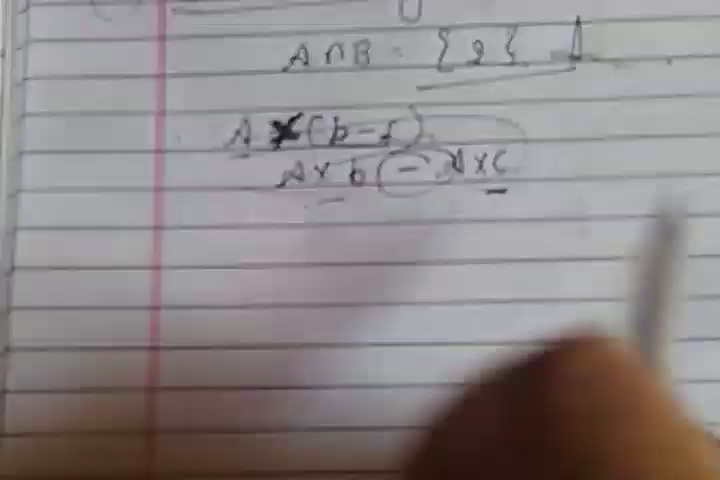 A ∩ B = {2}
A × (b - c)
A × b - A × c